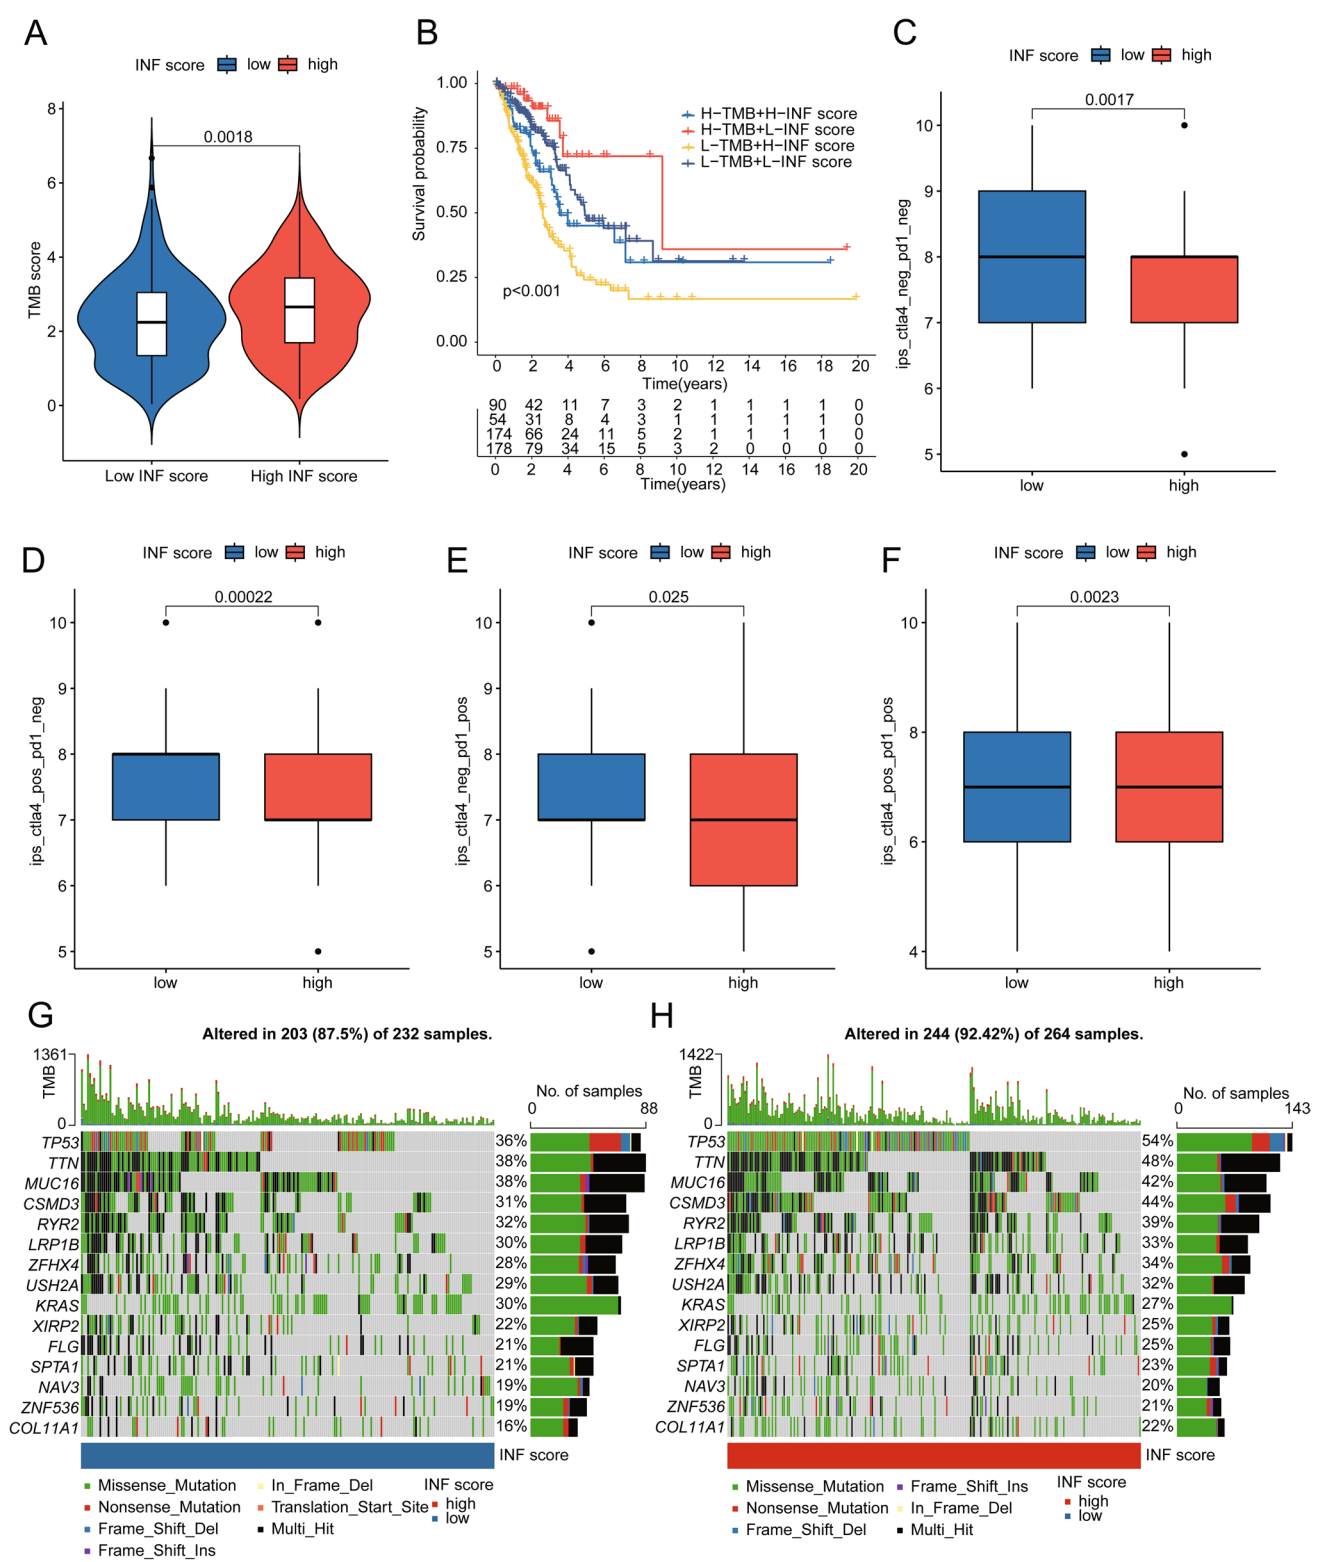 A
INF score low high
TMB score
8
6
4
2
0
0.0018
Low INF score High INF score
B
Survival probability
1.00
0.75
0.50
0.25
0.00
H-TMB+H-INF score
H-TMB+L-INF score
L-TMB+H-INF score
L-TMB+L-INF score
p<0.001
0 2 4 6 8 10 12 14 16 18 20
Time(years)
90 42 11 7 3 2 1 1 1 1 0
54 31 8 4 3 1 1 1 1 1 0
174 66 24 11 5 2 1 1 1 1 0
178 79 34 15 5 3 2 0 0 0 0
0 2 4 6 8 10 12 14 16 18 20
Time(years)
C
INF score low high
ips_ctla4_neg_pd1_neg
0.0017
10
9
8
7
6
5
low high
D
INF score low high
ips_ctla4_pos_pd1_neg
0.00022
10
9
8
7
6
5
low high
E
INF score low high
ips_ctla4_neg_pd1_pos
0.025
10
9
8
7
6
5
low high
F
INF score low high
ips_ctla4_pos_pd1_pos
0.0023
10
8
6
4
low high
G
Altered in 203 (87.5%) of 232 samples.
1361
TMB
0
No. of samples
0 88
TP53 36%
TTN 38%
MUC16 38%
CSMD3 31%
RYR2 32%
LRP1B 30%
ZFHX4 28%
USH2A 29%
KRAS 30%
XIRP2 22%
FLG 21%
SPTA1 21%
NAV3 19%
ZNF536 19%
COL11A1 16%
INF score
Missense_Mutation
Nonsense_Mutation
Frame_Shift_Del
Frame_Shift_Ins
In_Frame_Del
Translation_Start_Site
Multi_Hit
INF score
high
low
H
Altered in 244 (92.42%) of 264 samples.
1422
TMB
0
No. of samples
0 143
TP53 54%
TTN 48%
MUC16 42%
CSMD3 44%
RYR2 39%
LRP1B 33%
ZFHX4 34%
USH2A 32%
KRAS 27%
XIRP2 25%
FLG 25%
SPTA1 23%
NAV3 20%
ZNF536 21%
COL11A1 22%
INF score
Missense_Mutation
Nonsense_Mutation
Frame_Shift_Del
Frame_Shift_Ins
In_Frame_Del
Multi_Hit
INF score
high
low